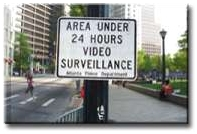 AREA UNDER
24 HOURS
VIDEO
SURVEILLANCE
Atlanta Police Department